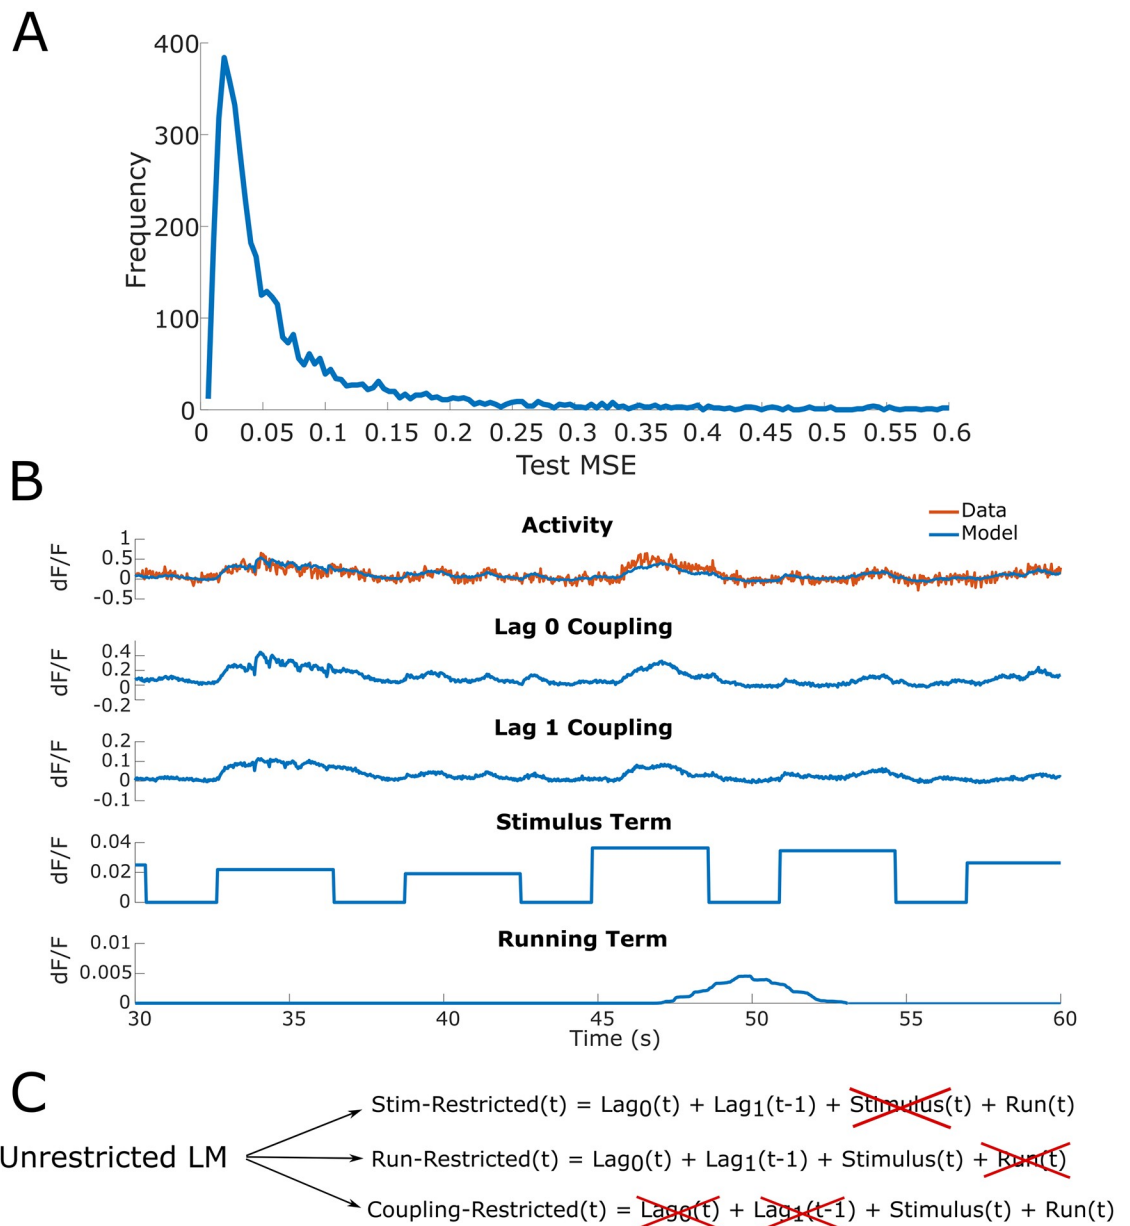 A
400
300
200
100
0
Frequency
0 0.05 0.1 0.15 0.2 0.25 0.3 0.35 0.4 0.45 0.5 0.55 0.6
Test MSE
B
Data
Model
Activity
dF/F
1
0.5
0
-0.5
Lag 0 Coupling
dF/F
0.4
0.2
0
-0.2
Lag 1 Coupling
dF/F
0.2
0.1
0
-0.1
Stimulus Term
dF/F
0.04
0.02
0
Running Term
dF/F
0.01
0.005
0
30 35 40 45 50 55 60
Time (s)
C
Unrestricted LM
Stim-Restricted(t) = Lag0(t) + Lag1(t-1) + Stimulus(t) + Run(t)
Run-Restricted(t) = Lag0(t) + Lag1(t-1) + Stimulus(t) + Run(t)
Coupling-Restricted(t) = Lag0(t) + Lag1(t-1) + Stimulus(t) + Run(t)